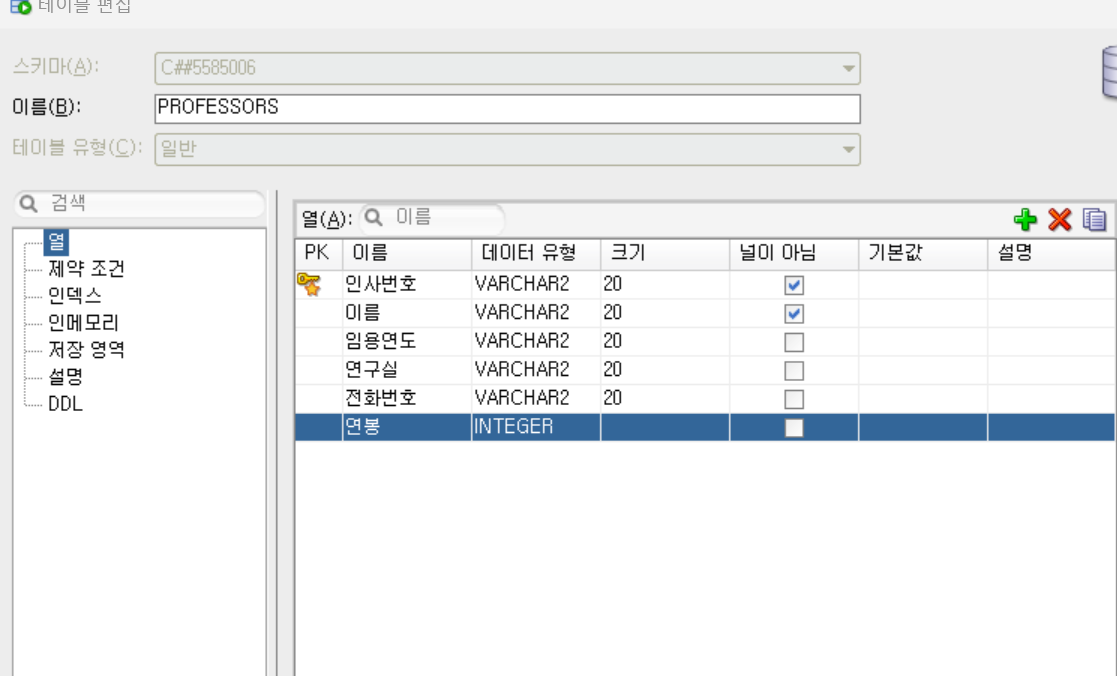 테이블 편집
스키마(A): C##5585006
이름(B): PROFESSORS
테이블 유형(C): 일반
검색
열
제약 조건
인덱스
인메모리
저장 영역
설명
DDL
열(A): 이름
PK 이름 데이터 유형 크기 널이 아님 기본값 설명
인사번호 VARCHAR2 20
이름 VARCHAR2 20
임용연도 VARCHAR2 20
연구실 VARCHAR2 20
전화번호 VARCHAR2 20
연봉 INTEGER